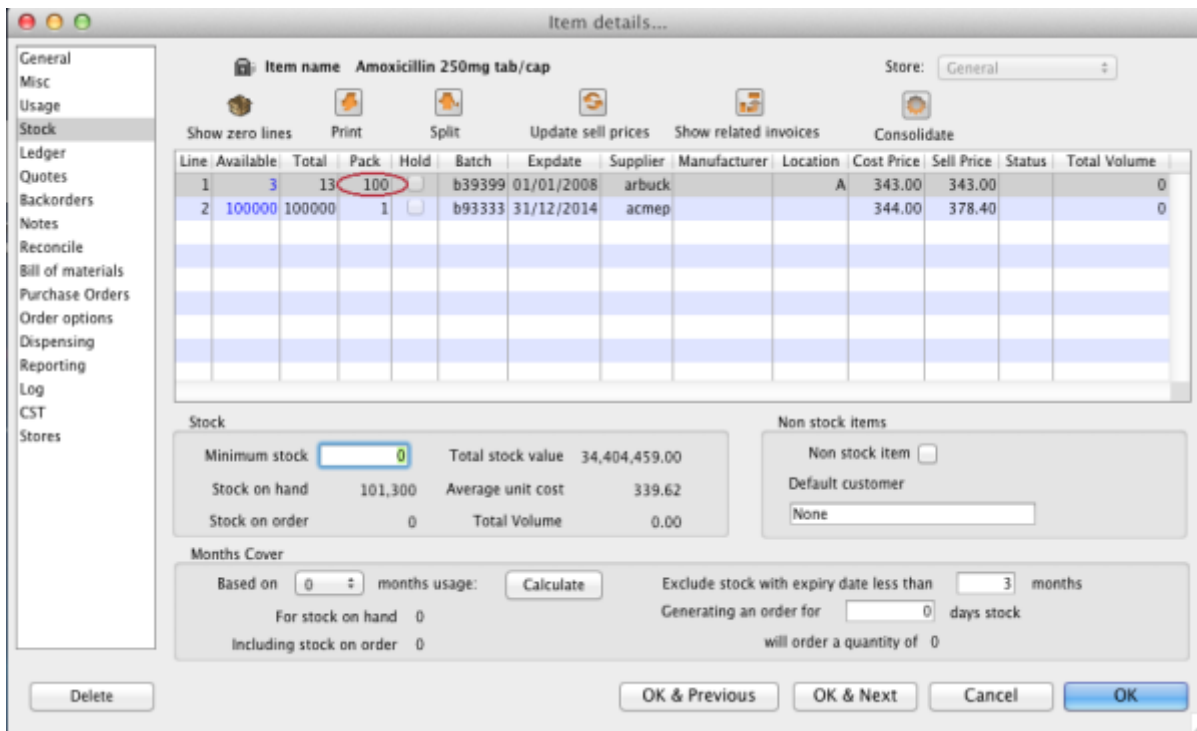 Item details...
General
Misc
Usage
Stock
Ledger
Quotes
Backorders
Notes
Reconcile
Bill of materials
Purchase Orders
Order options
Dispensing
Reporting
Log
CST
Stores
Item name Amoxicillin 250mg tab/cap
Store: General
Show zero lines Print Split Update sell prices Show related invoices Consolidate
Line Available Total Pack Hold Batch Expdate Supplier Manufacturer Location Cost Price Sell Price Status Total Volume
1 3 13 100 b39399 01/01/2008 arbuck A 343.00 343.00 0
2 100000 100000 1 b93333 31/12/2014 acmep 344.00 378.40 0
Stock
Minimum stock 0 Total stock value 34,404,459.00
Stock on hand 101,300 Average unit cost 339.62
Stock on order 0 Total Volume 0.00
Non stock items
Non stock item
Default customer
None
Months Cover
Based on 0 months usage: Calculate Exclude stock with expiry date less than 3 months
For stock on hand 0 Generating an order for 0 days stock
Including stock on order 0 will order a quantity of 0
Delete OK & Previous OK & Next Cancel OK